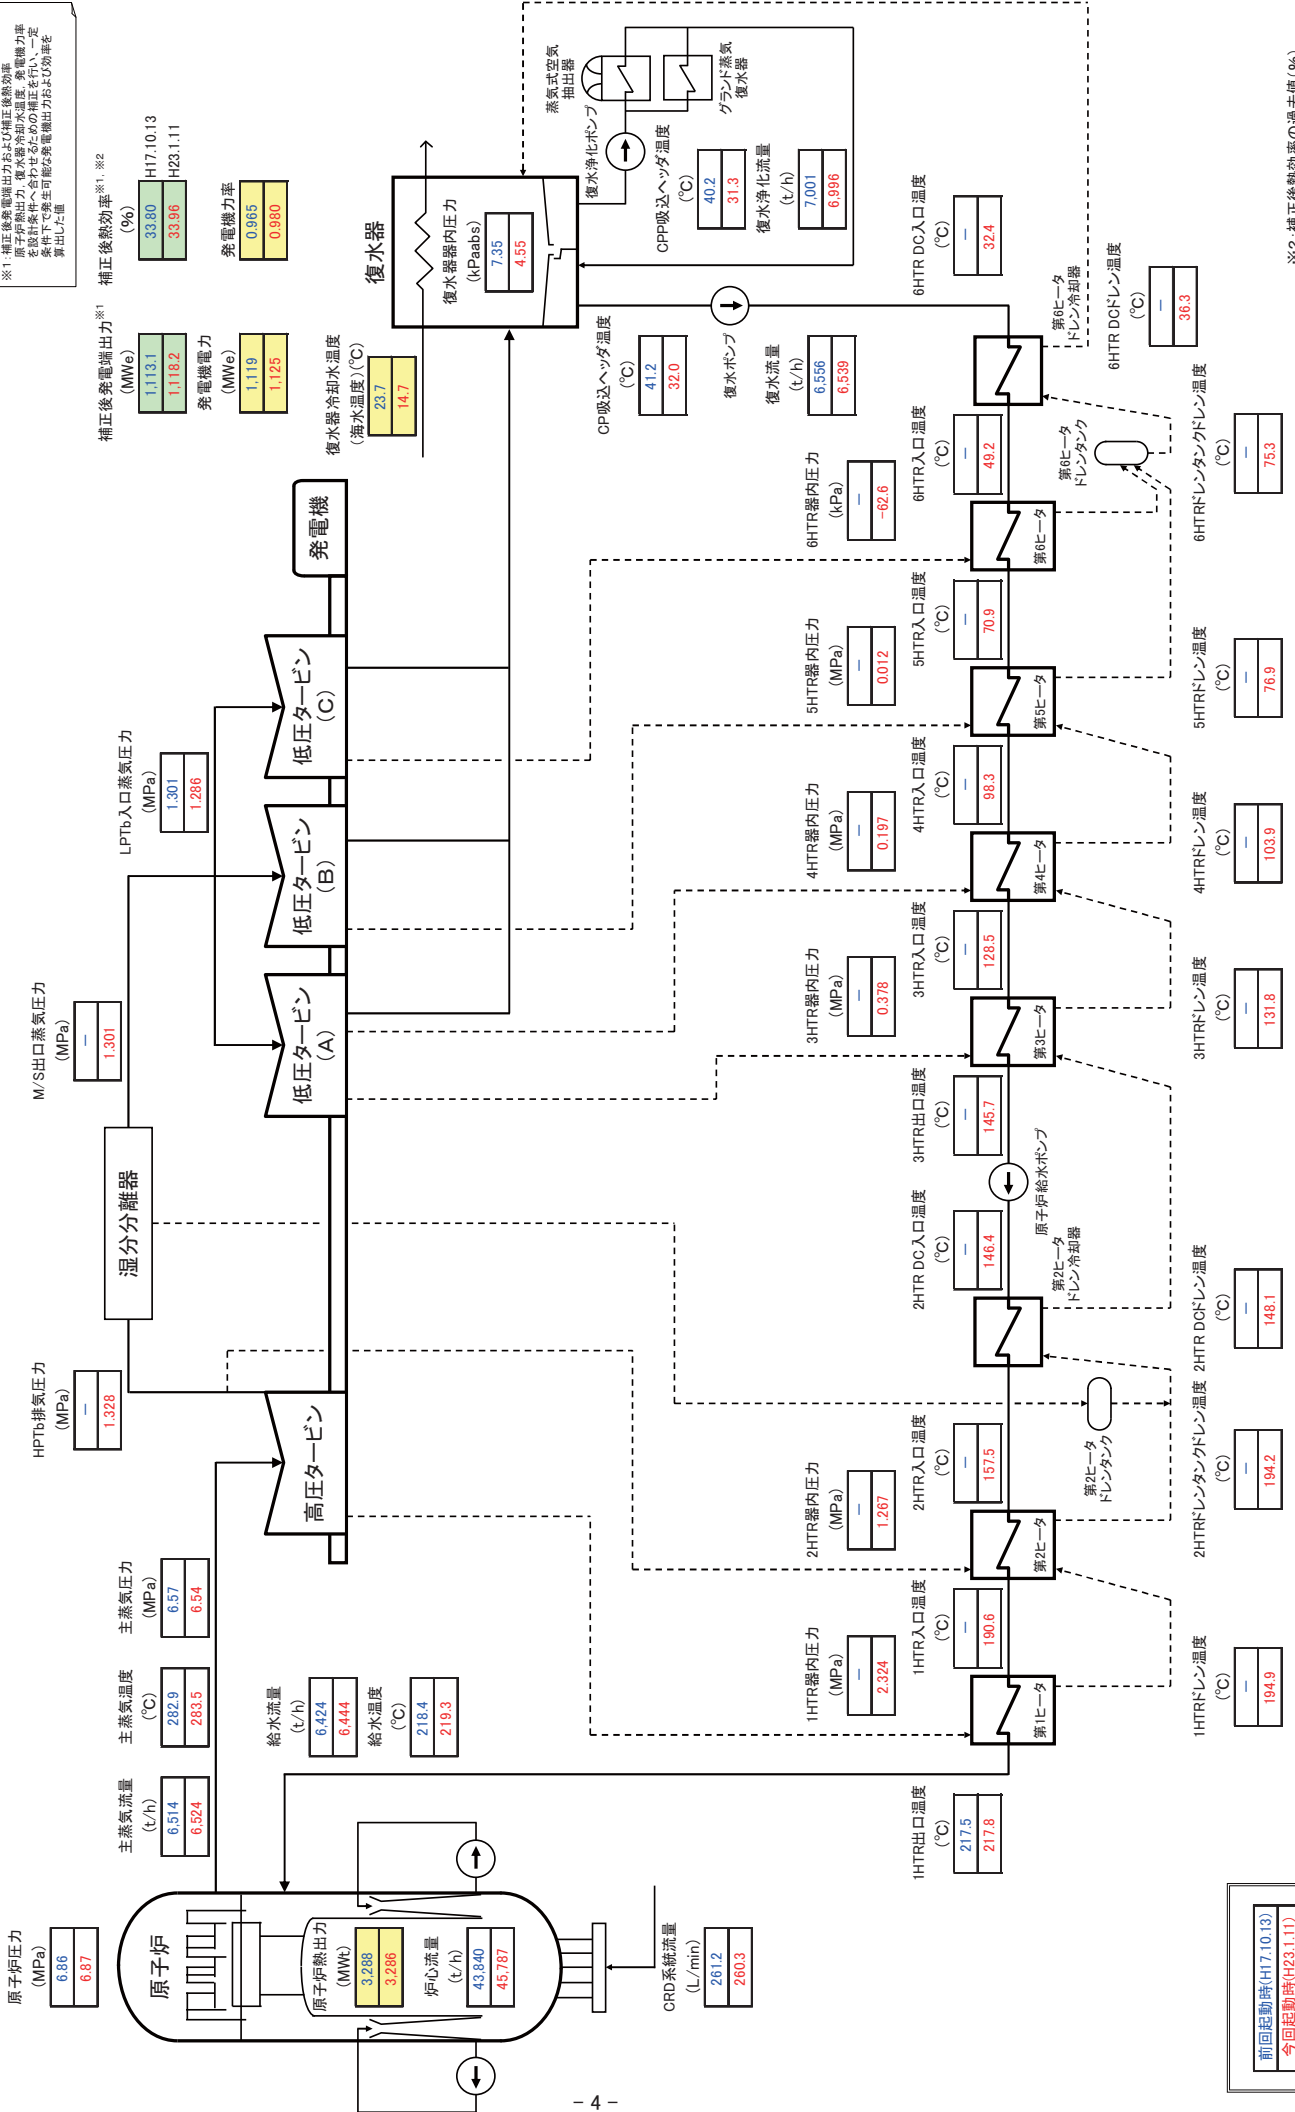 ※1:補正後発電端出力および補正後熱効率
原子炉熱出力、復水器冷却水温度、発電機力率
を設計条件へ合わせるための補正を行い、一定
条件下で発生可能な発電機出力および効率を
算出した値
補正後発電端出力※1
(MWe)
1,113.1
1,118.2
補正後熱効率※1、※2
(%)
33.80
33.96
H17.10.13
H23.1.11
発電機電力
(MWe)
1,119
1,125
発電機力率
0.965
0.980
原子炉圧力
(MPa)
6.86
6.87
主蒸気流量
(t/h)
6,514
6,524
主蒸気温度
(℃)
282.9
283.5
主蒸気圧力
(MPa)
6.57
6.54
HPTb排気圧力
(MPa)
–
1.328
湿分分離器
M/S出口蒸気圧力
(MPa)
–
1.301
LPTb入口蒸気圧力
(MPa)
1.301
1.286
原子炉
原子炉熱出力
(MWt)
3,288
3,286
炉心流量
(t/h)
43,840
45,787
給水流量
(t/h)
6,424
6,444
給水温度
(℃)
218.4
219.3
高圧タービン
低圧タービン
(A)
低圧タービン
(B)
低圧タービン
(C)
発電機
復水器冷却水温度
(海水温度)(℃)
23.7
14.7
復水器
復水器器内圧力
(kPaabs)
7.35
4.55
蒸気式空気
抽出器
グランド蒸気
復水器
復水浄化ポンプ
CPP吸込ヘッダ温度
(℃)
40.2
31.3
復水浄化流量
(t/h)
7,001
6,996
CP吸込ヘッダ温度
(℃)
41.2
32.0
復水ポンプ
復水流量
(t/h)
6,556
6,539
CRD系統流量
(L/min)
261.2
260.3
1HTR器内圧力
(MPa)
–
2.324
2HTR器内圧力
(MPa)
–
1.267
3HTR器内圧力
(MPa)
–
0.378
4HTR器内圧力
(MPa)
–
0.197
5HTR器内圧力
(MPa)
–
0.012
6HTR器内圧力
(kPa)
–
-62.6
1HTR出口温度
(℃)
217.5
217.8
1HTR入口温度
(℃)
–
190.6
2HTR入口温度
(℃)
–
157.5
2HTR DC入口温度
(℃)
–
146.4
3HTR出口温度
(℃)
–
145.7
3HTR入口温度
(℃)
–
128.5
4HTR入口温度
(℃)
–
98.3
5HTR入口温度
(℃)
–
70.9
6HTR入口温度
(℃)
–
49.2
6HTR DC入口温度
(℃)
–
32.4
第1ヒータ
第2ヒータ
第2ヒータ
ドレン冷却器
原子炉給水ポンプ
第3ヒータ
第4ヒータ
第5ヒータ
第6ヒータ
第6ヒータ
ドレン冷却器
第2ヒータ
ドレンタンク
第6ヒータ
ドレンタンク
6HTR DCドレン温度
(℃)
–
36.3
1HTRドレン温度
(℃)
–
194.9
2HTRドレンタンクドレン温度
(℃)
–
194.2
2HTR DCドレン温度
(℃)
–
148.1
3HTRドレン温度
(℃)
–
131.8
4HTRドレン温度
(℃)
–
103.9
5HTRドレン温度
(℃)
–
76.9
6HTRドレンタンクドレン温度
(℃)
–
75.3
前回起動時(H17.10.13)
今回起動時(H23.1.11)
※2:補正後熱効率の過去値(%)
- 4 -